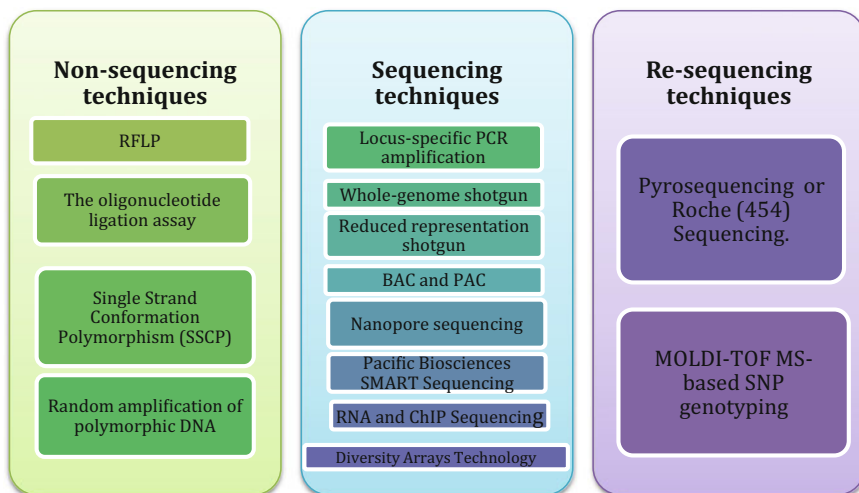 Non-sequencing
techniques
RFLP
The oligonucleotide
ligation assay
Single Strand
Conformation
Polymorphism (SSCP)
Random amplification of
polymorphic DNA
Sequencing
techniques
Locus-specific PCR
amplification
Whole-genome shotgun
Reduced representation
shotgun
BAC and PAC
Nanopore sequencing
Pacific Biosciences
SMART Sequencing
RNA and ChIP Sequencing
Diversity Arrays Technology
Re-sequencing
techniques
Pyrosequencing or
Roche (454)
Sequencing.
MOLDI-TOF MS-
based SNP
genotyping